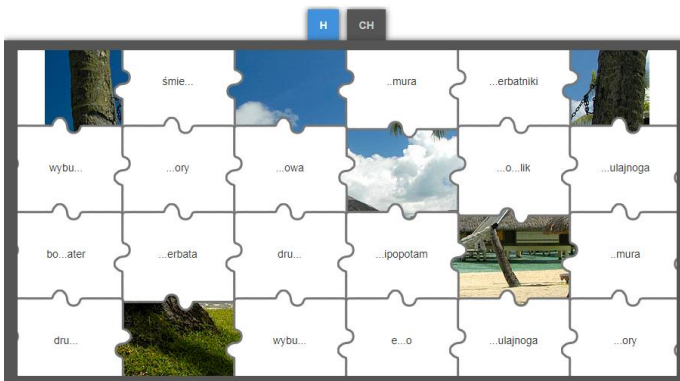 H CH
śmie... ..mura ...erbatniki
wybu... ...ory ...owa ...o...lik ...ulajnoga
bo...ater ...erbata dru... ...ipopotam ..mura
dru... wybu... e...o ...ulajnoga ...ory